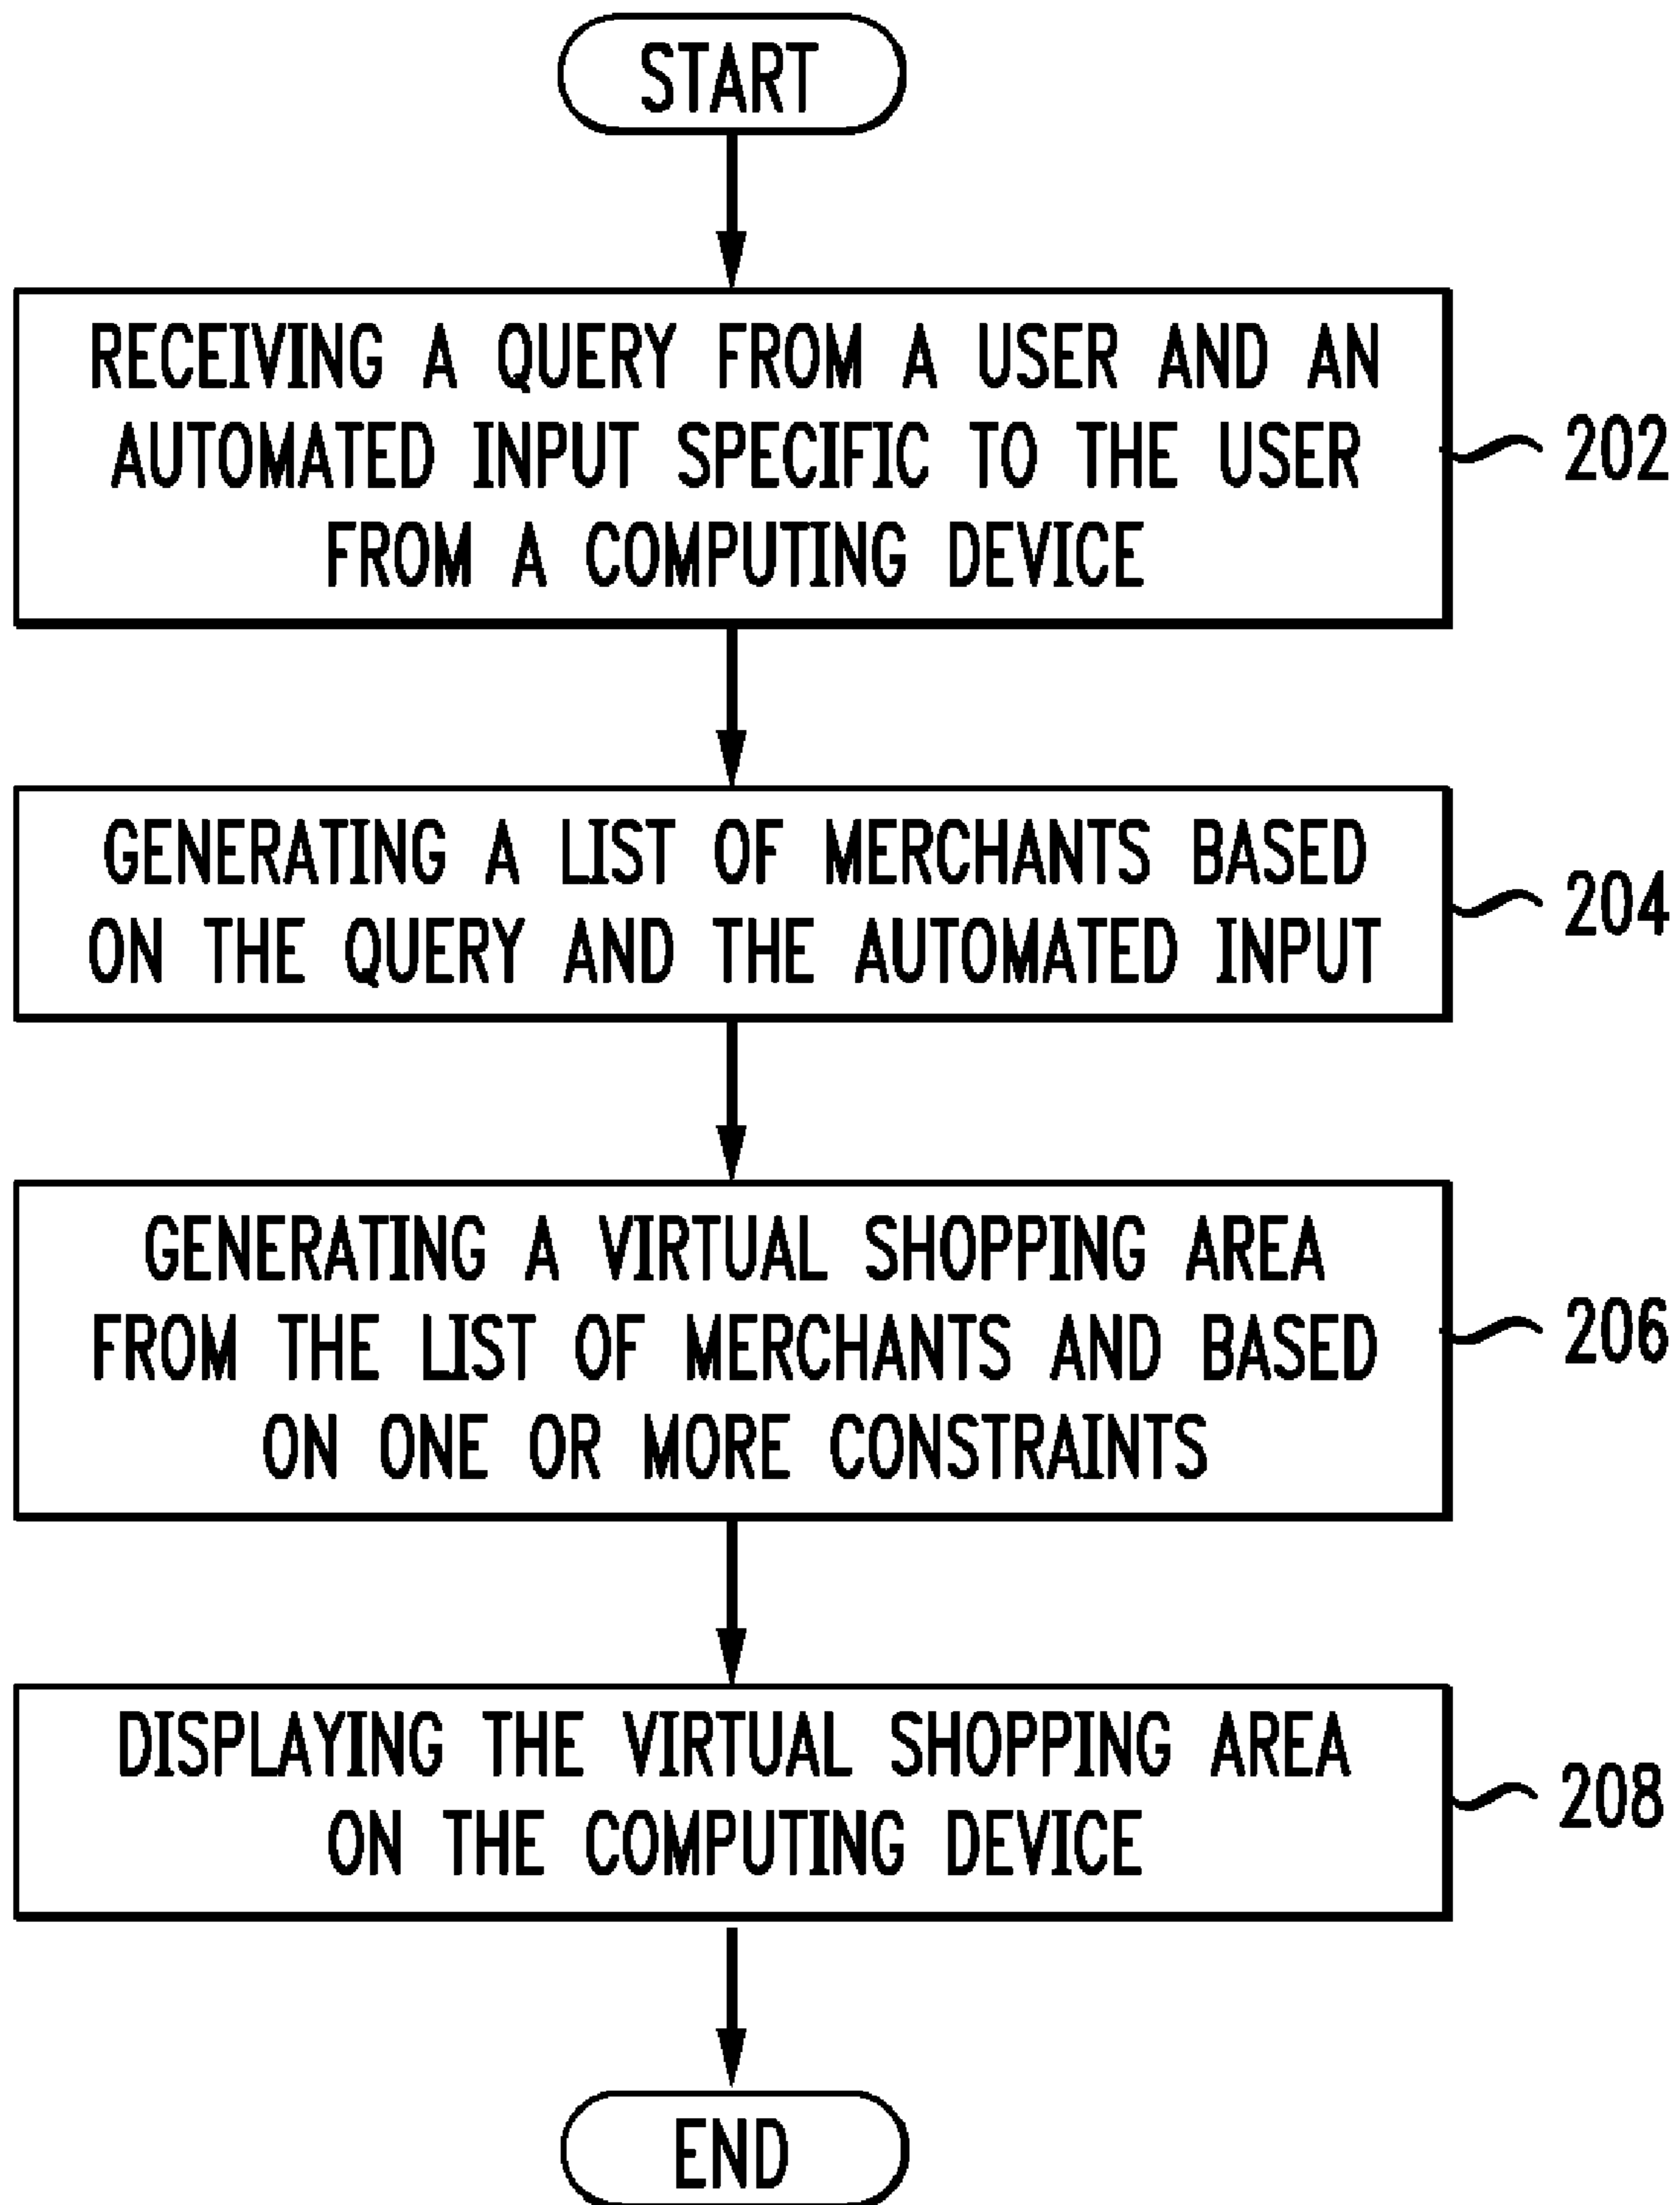 START
RECEIVING A QUERY FROM A USER AND AN
AUTOMATED INPUT SPECIFIC TO THE USER
FROM A COMPUTING DEVICE
202
GENERATING A LIST OF MERCHANTS BASED
ON THE QUERY AND THE AUTOMATED INPUT
204
GENERATING A VIRTUAL SHOPPING AREA
FROM THE LIST OF MERCHANTS AND BASED
ON ONE OR MORE CONSTRAINTS
206
DISPLAYING THE VIRTUAL SHOPPING AREA
ON THE COMPUTING DEVICE
208
END